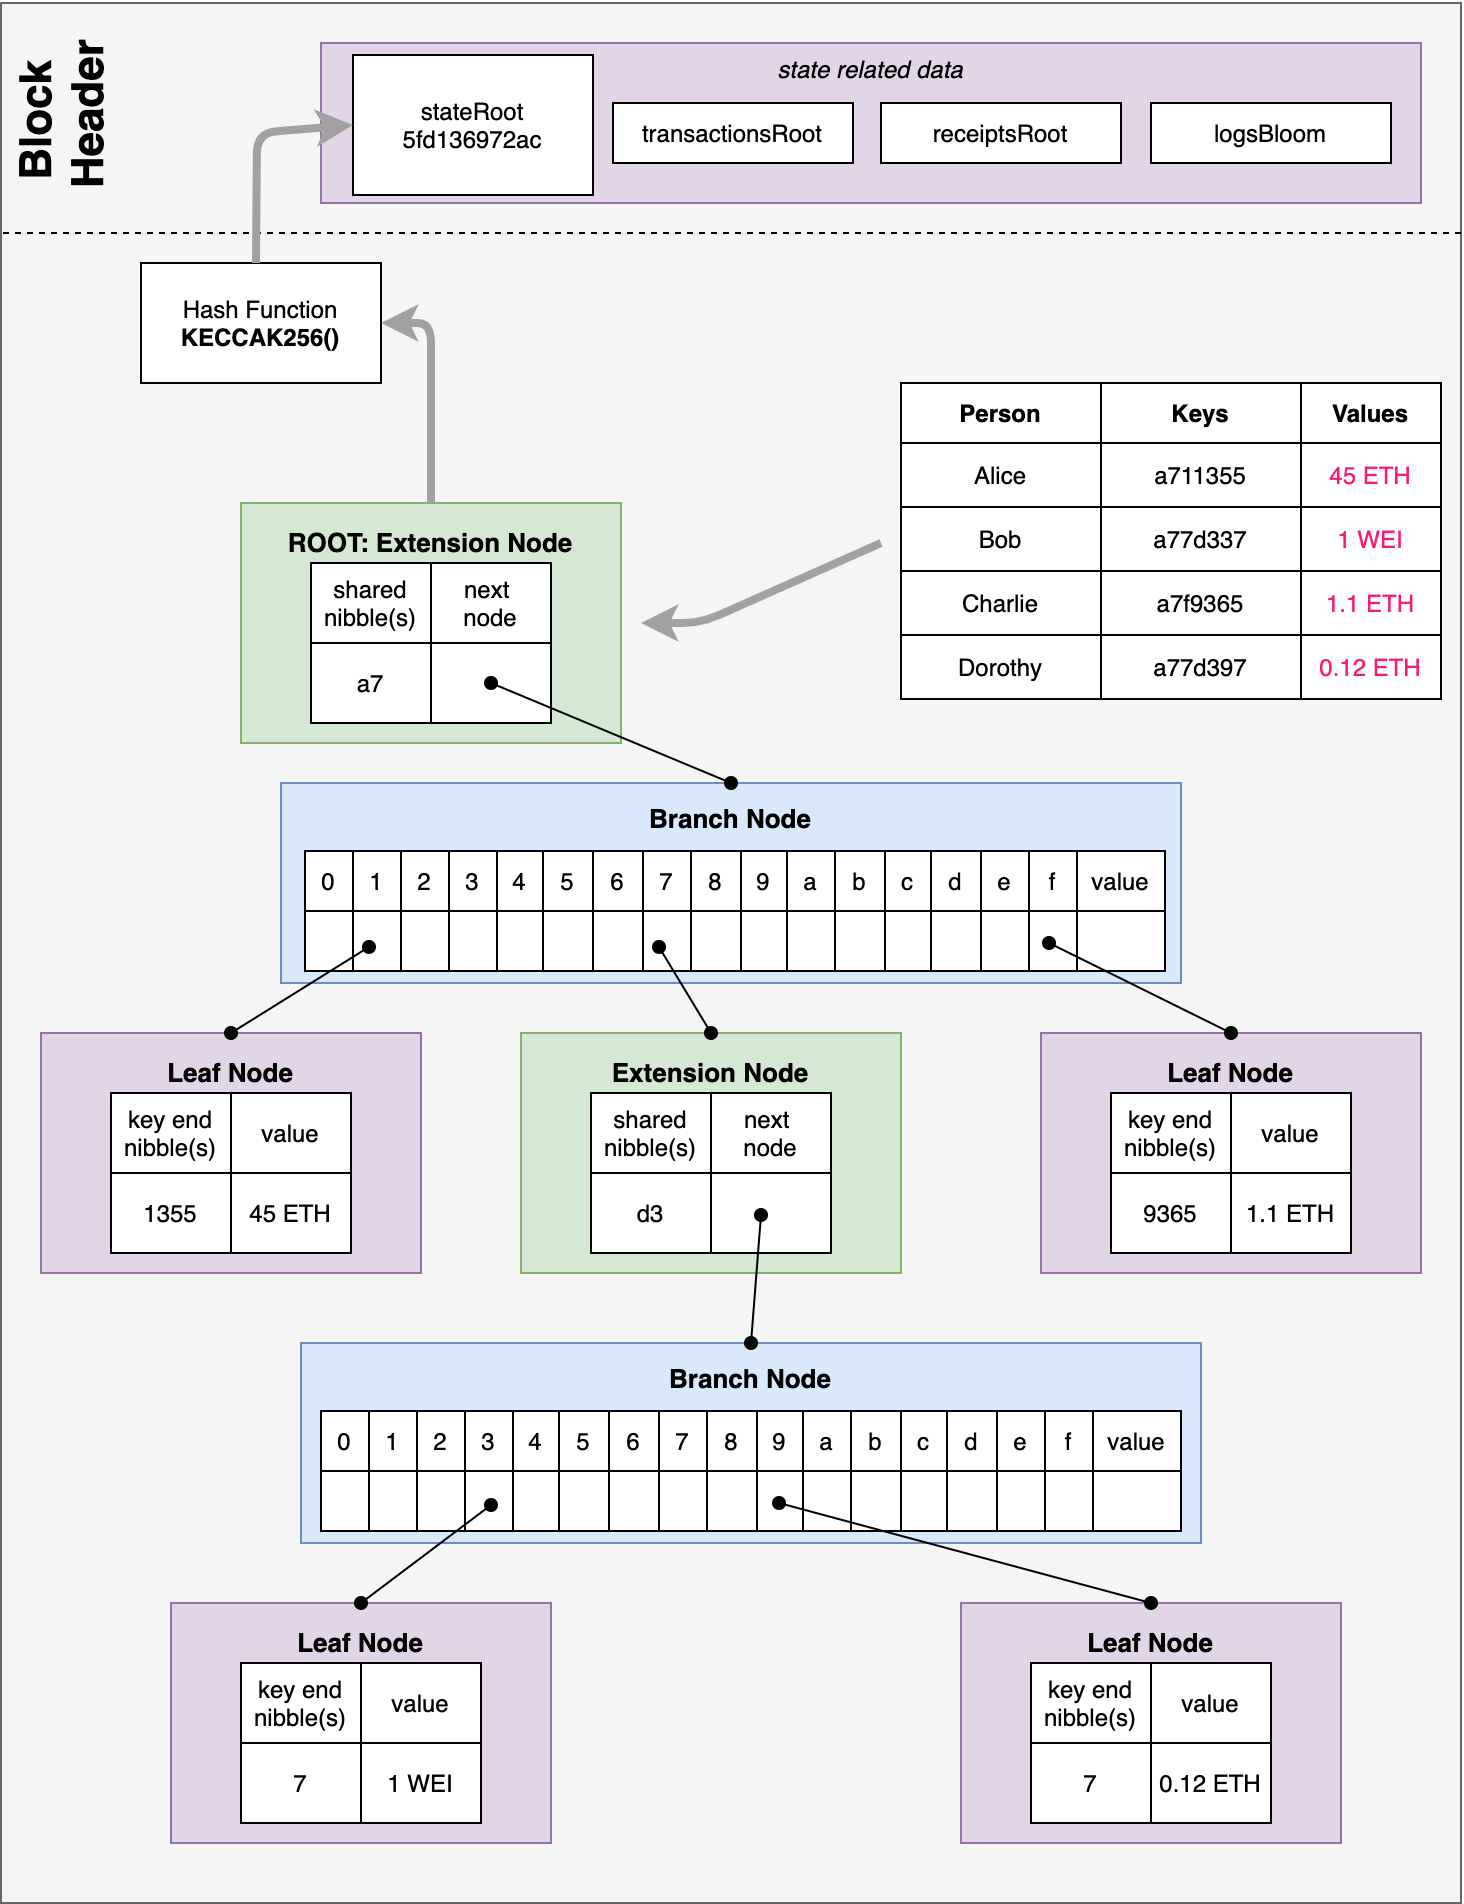 Block
Header
state related data
stateRoot
5fd136972ac
transactionsRoot
receiptsRoot
logsBloom
Hash Function
KECCAK256()
Person Keys Values
Alice a711355 45 ETH
Bob a77d337 1 WEI
Charlie a7f9365 1.1 ETH
Dorothy a77d397 0.12 ETH
ROOT: Extension Node
shared
nibble(s)
next
node
a7
Branch Node
0 1 2 3 4 5 6 7 8 9 a b c d e f value
Leaf Node
key end
nibble(s)
value
1355 45 ETH
Extension Node
shared
nibble(s)
next
node
d3
Leaf Node
key end
nibble(s)
value
9365 1.1 ETH
Branch Node
0 1 2 3 4 5 6 7 8 9 a b c d e f value
Leaf Node
key end
nibble(s)
value
7 1 WEI
Leaf Node
key end
nibble(s)
value
7 0.12 ETH